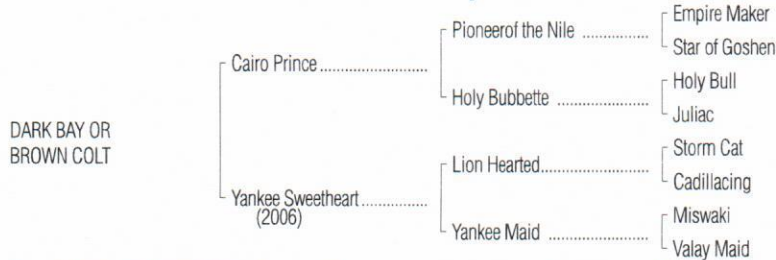 Empire Maker
Pioneerof the Nile ..................
Star of Goshen
Cairo Prince ..............................
Holy Bull
Holy Bubbette ......................
Juliac
DARK BAY OR
BROWN COLT
Storm Cat
Lion Hearted.........................
Cadillacing
Yankee Sweetheart ..................
(2006)
Miswaki
Yankee Maid .........................
Valay Maid